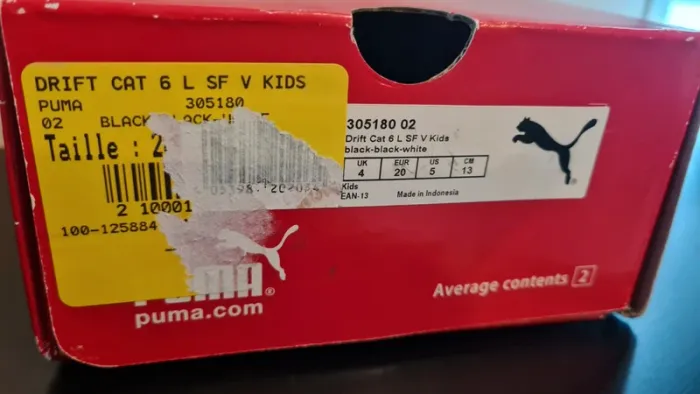 DRIFT CAT 6 L SF V KIDS
PUMA 305180
02 BLACK
Taille : 2
2 10001
100-125884
305180 02
Drift Cat 6 L SF V Kids
black-black-white
UK EUR US CM
4 20 5 13
Kids
EAN-13 Made in Indonesia
PUMA®
puma.com
Average contents 2